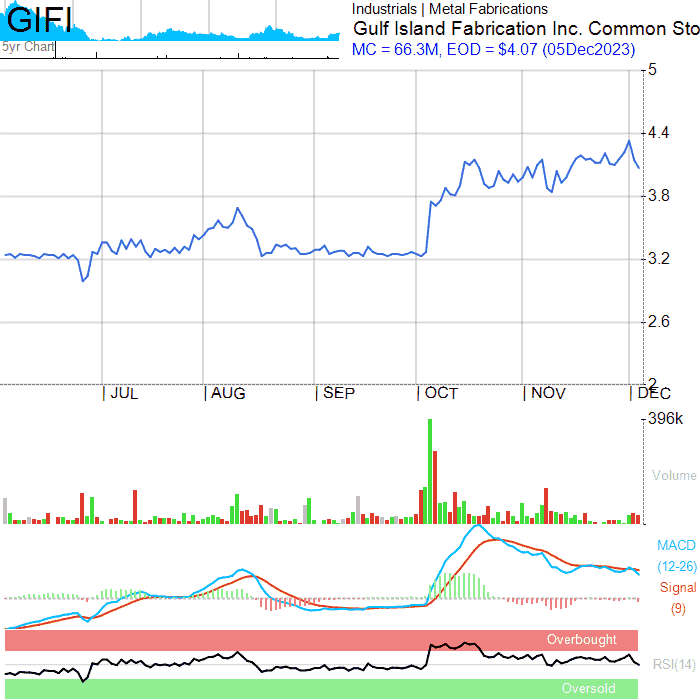 GIFI
5yr Chart
Industrials | Metal Fabrications
Gulf Island Fabrication Inc. Common Sto
MC = 66.3M, EOD = $4.07 (05Dec2023)
5
4.4
3.8
3.2
2.6
2
| JUL | AUG | SEP | OCT | NOV | DEC
396k
Volume
MACD
(12-26)
Signal
(9)
Overbought
RSI(14)
Oversold